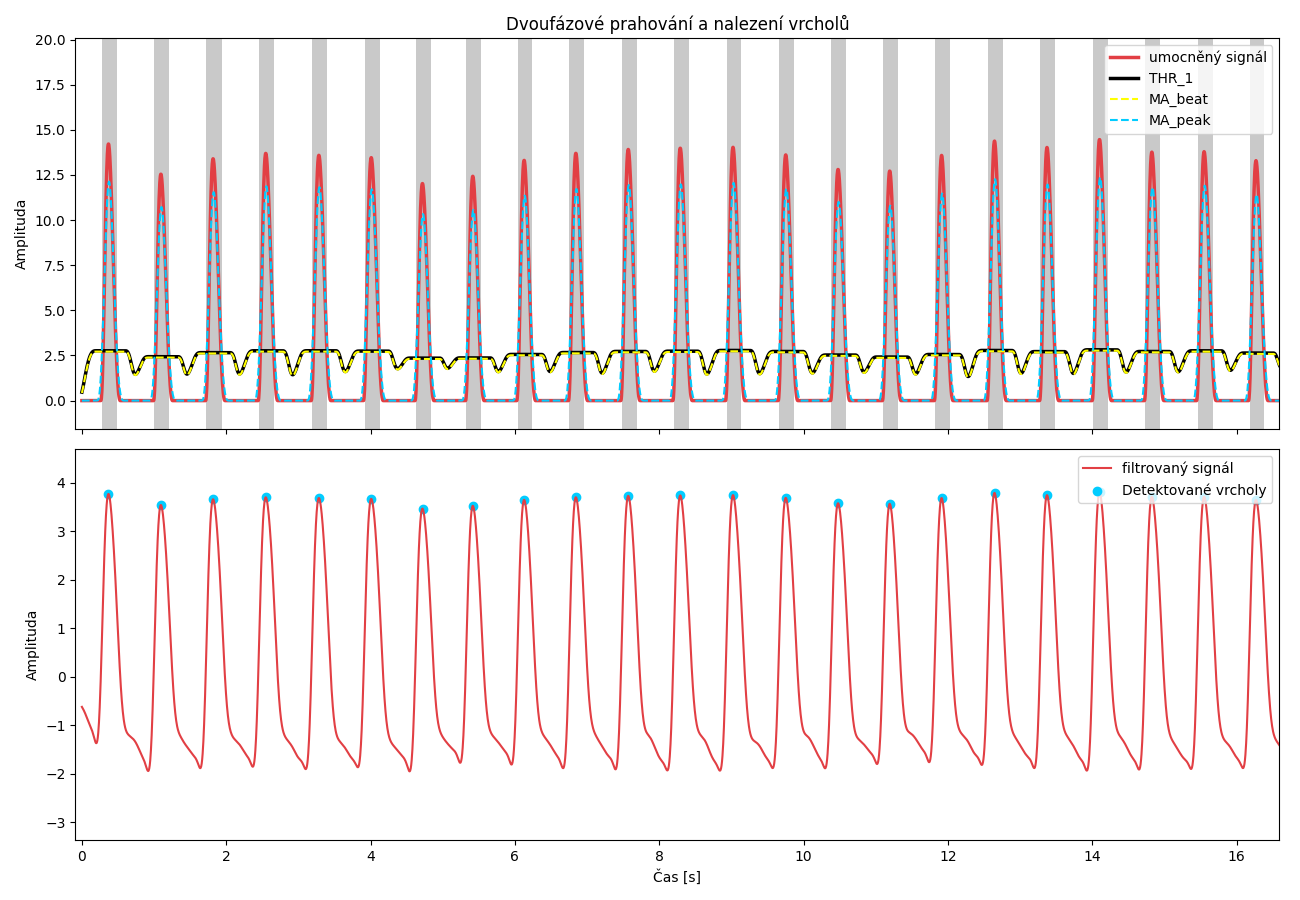 Dvoufázové prahování a nalezení vrcholů
20.0
17.5
15.0
12.5
10.0
7.5
5.0
2.5
0.0
Amplituda
umocněný signál
THR_1
MA_beat
MA_peak
4
3
2
1
0
−1
−2
−3
Amplituda
filtrovaný signál
Detektované vrcholy
0 2 4 6 8 10 12 14 16
Čas [s]